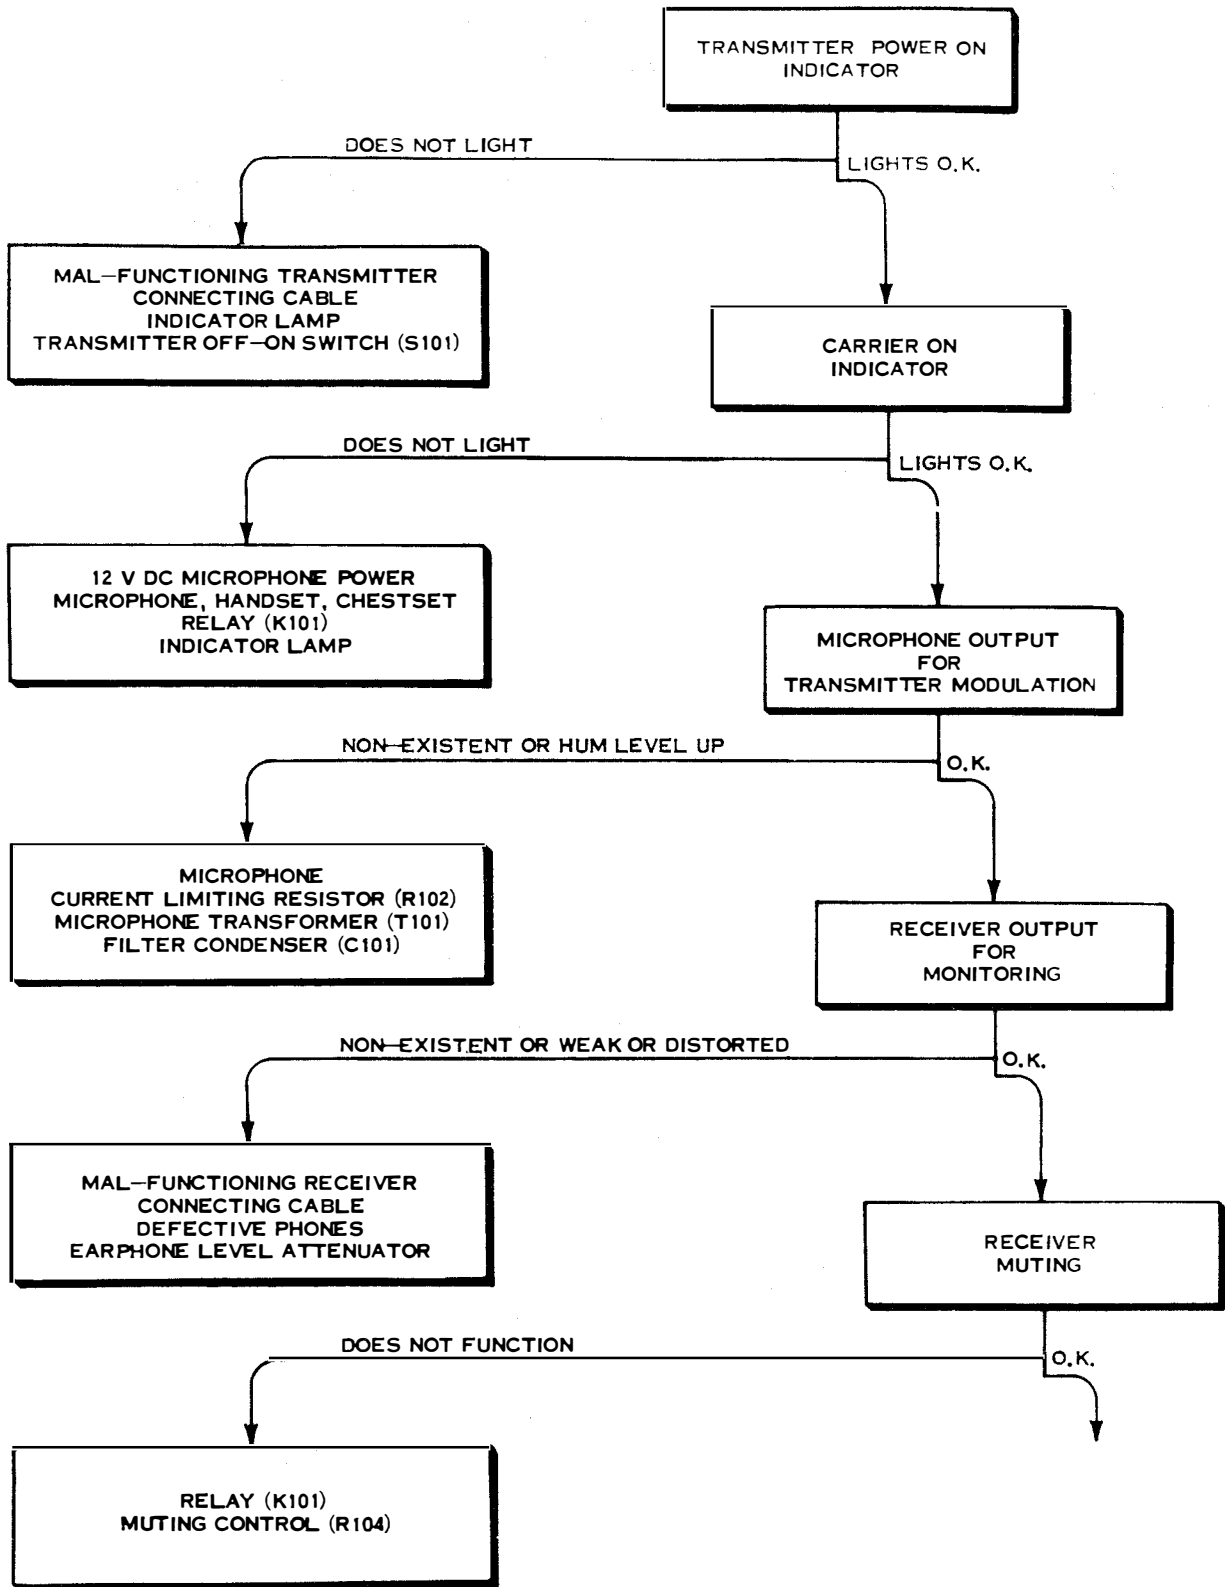 TRANSMITTER POWER ON
INDICATOR
DOES NOT LIGHT
LIGHTS O.K.
MAL-FUNCTIONING TRANSMITTER
CONNECTING CABLE
INDICATOR LAMP
TRANSMITTER OFF-ON SWITCH (S101)
CARRIER ON
INDICATOR
DOES NOT LIGHT
LIGHTS O.K.
12 V DC MICROPHONE POWER
MICROPHONE, HANDSET, CHESTSET
RELAY (K101)
INDICATOR LAMP
MICROPHONE OUTPUT
FOR
TRANSMITTER MODULATION
NON-EXISTENT OR HUM LEVEL UP
O.K.
MICROPHONE
CURRENT LIMITING RESISTOR (R102)
MICROPHONE TRANSFORMER (T101)
FILTER CONDENSER (C101)
RECEIVER OUTPUT
FOR
MONITORING
NON-EXISTENT OR WEAK OR DISTORTED
O.K.
MAL-FUNCTIONING RECEIVER
CONNECTING CABLE
DEFECTIVE PHONES
EARPHONE LEVEL ATTENUATOR
RECEIVER
MUTING
DOES NOT FUNCTION
O.K.
RELAY (K101)
MUTING CONTROL (R104)